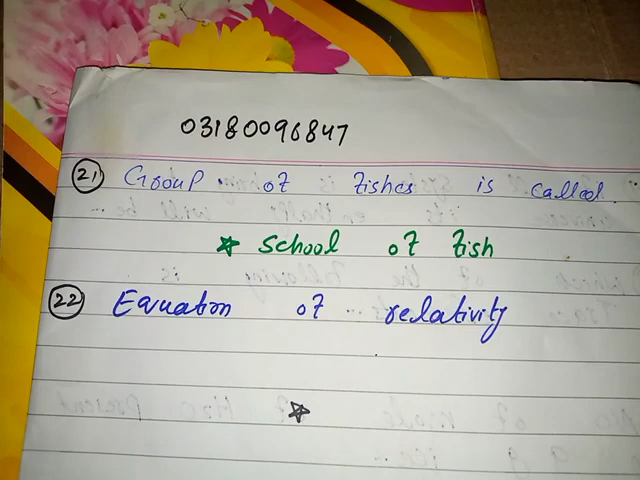 03180096847
21) Group of fishes is called.
★ School of fish
22) Equation of relativity
★